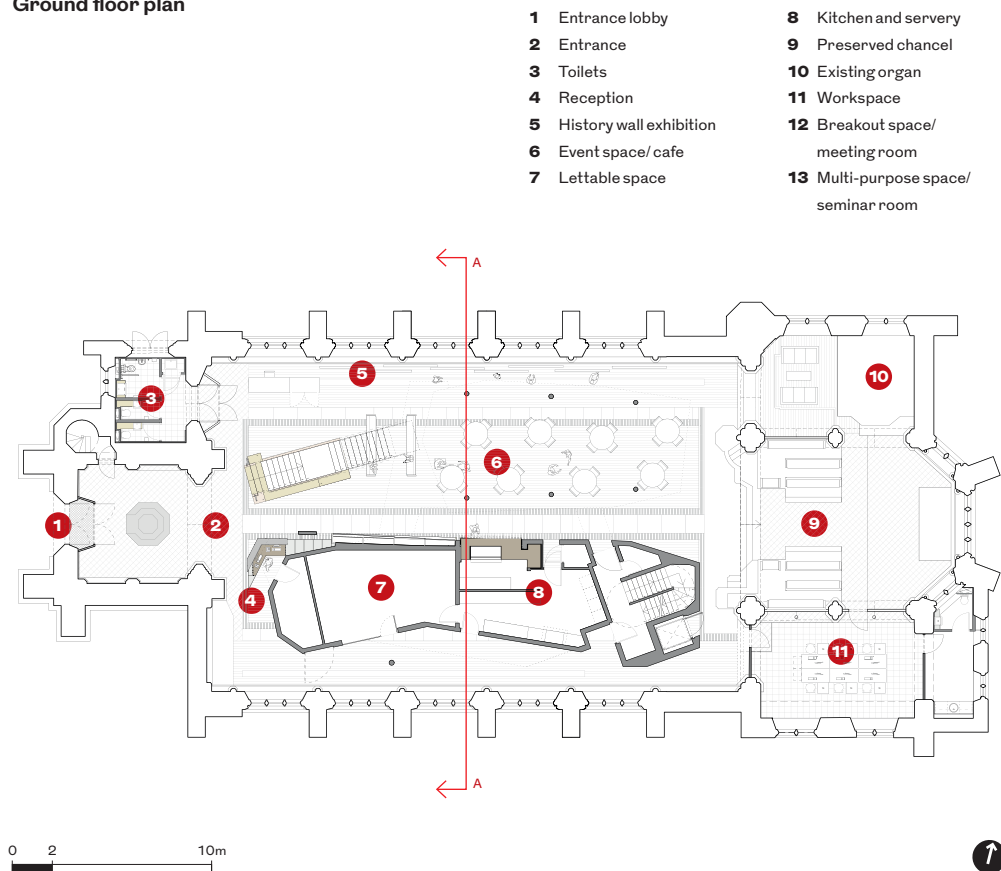 Ground floor plan
1 Entrance lobby
2 Entrance
3 Toilets
4 Reception
5 History wall exhibition
6 Event space/ cafe
7 Lettable space
8 Kitchen and servery
9 Preserved chancel
10 Existing organ
11 Workspace
12 Breakout space/
meeting room
13 Multi-purpose space/
seminar room
A
5
10
3
6
1
2
9
7
8
4
11
A
0 2 10m